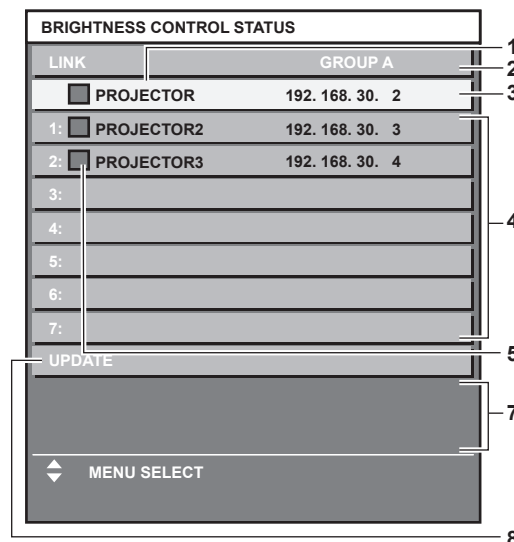 BRIGHTNESS CONTROL STATUS
LINK GROUP A
PROJECTOR 192. 168. 30. 2
1: PROJECTOR2 192. 168. 30. 3
2: PROJECTOR3 192. 168. 30. 4
3:
4:
5:
6:
7:
UPDATE
MENU SELECT
1
2
3
4
5
7
8